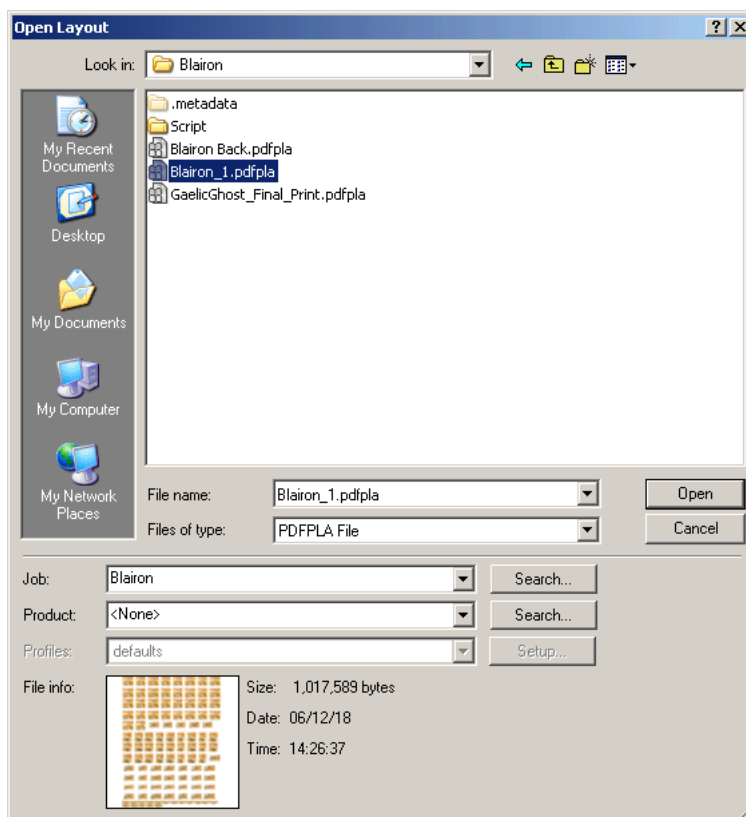 Open Layout
Look in: Blairon
.metadata
Script
Blairon Back.pdfpla
Blairon_1.pdfpla
GaelicGhost_Final_Print.pdfpla
My Recent
Documents
Desktop
My Documents
My Computer
My Network
Places
File name: Blairon_1.pdfpla Open
Files of type: PDFPLA File Cancel
Job: Blairon Search...
Product: <None> Search...
Profiles: defaults Setup...
File info: Size: 1,017,589 bytes
Date: 06/12/18
Time: 14:26:37